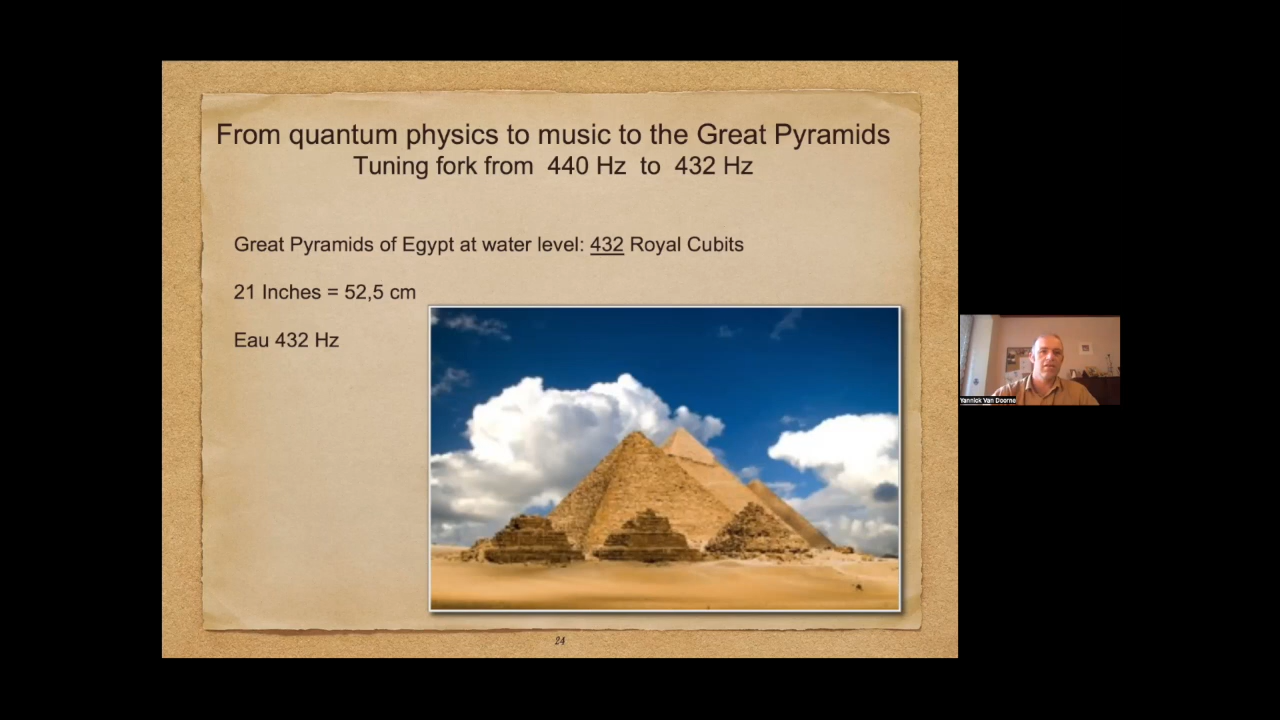 From quantum physics to music to the Great Pyramids
Tuning fork from 440 Hz to 432 Hz
Great Pyramids of Egypt at water level: 432 Royal Cubits
21 Inches = 52,5 cm
Eau 432 Hz
24
Yannick Van Doorne